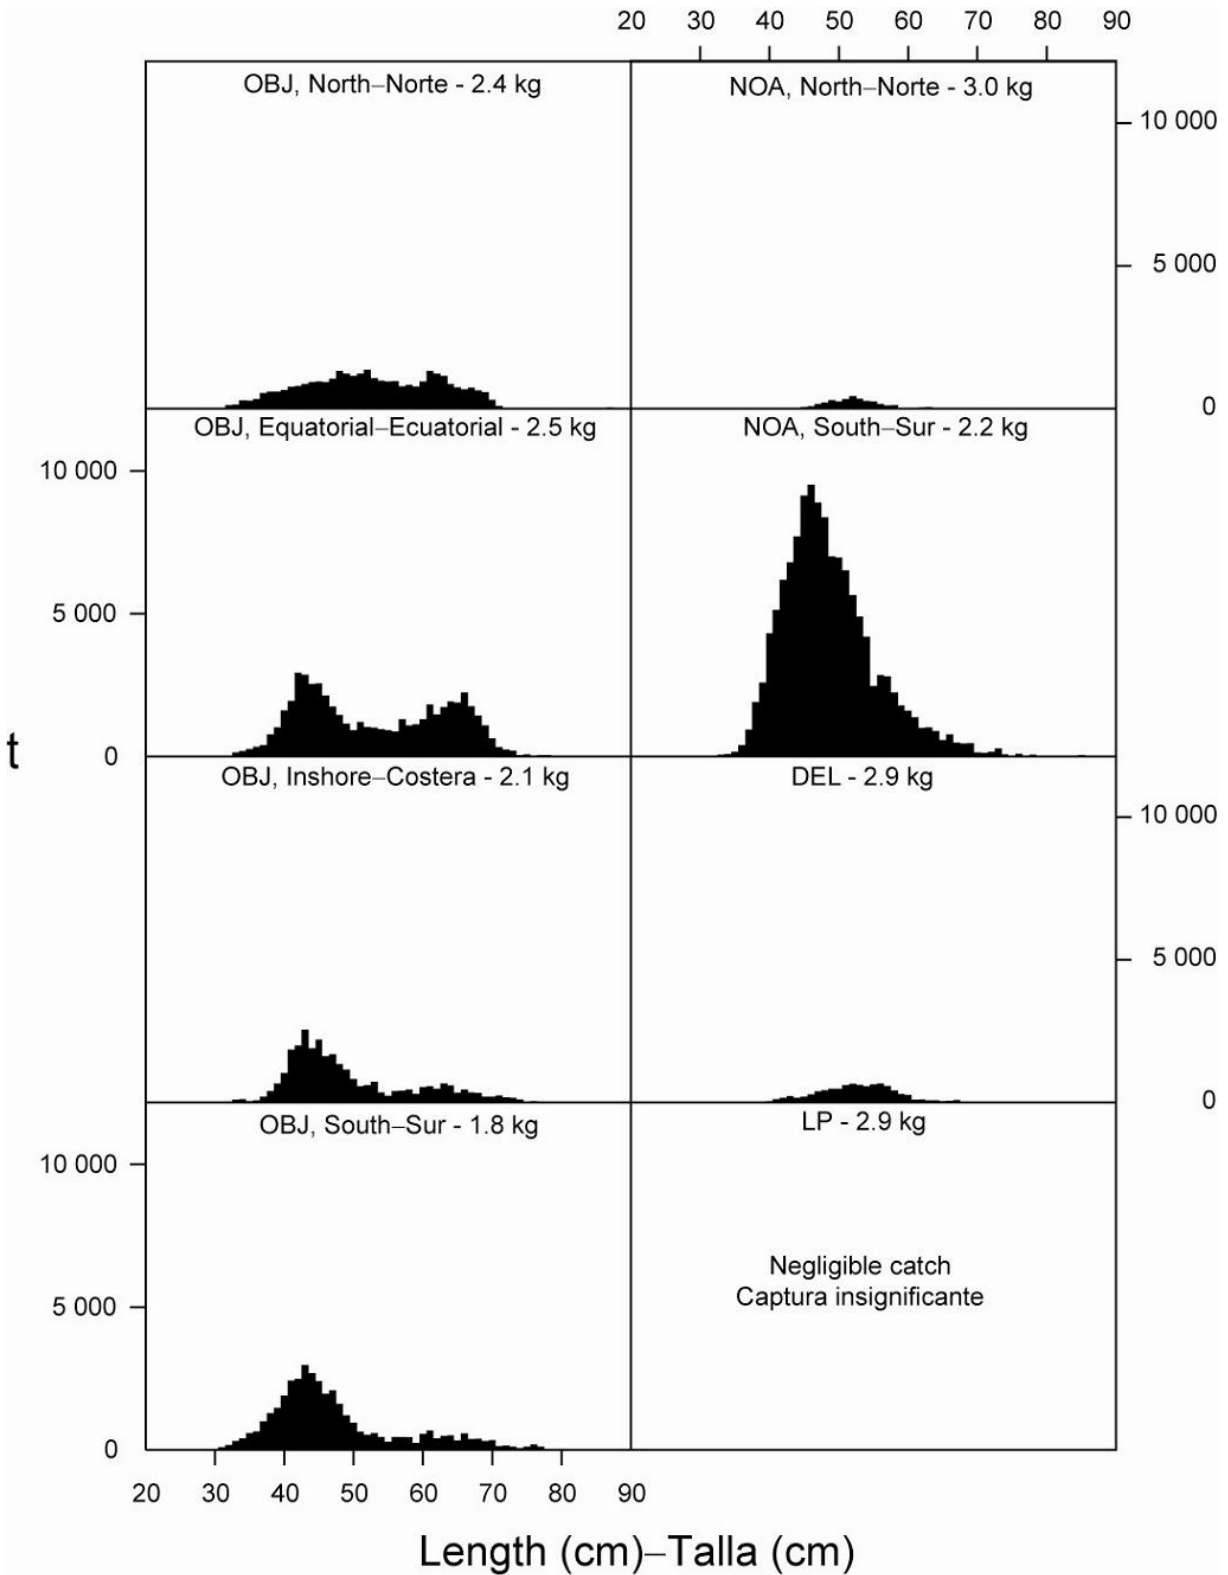 20 30 40 50 60 70 80 90
OBJ, North–Norte - 2.4 kg
NOA, North–Norte - 3.0 kg
10 000
5 000
0
OBJ, Equatorial–Ecuatorial - 2.5 kg
NOA, South–Sur - 2.2 kg
10 000
5 000
0
t
OBJ, Inshore–Costera - 2.1 kg
DEL - 2.9 kg
10 000
5 000
0
OBJ, South–Sur - 1.8 kg
LP - 2.9 kg
10 000
5 000
0
Negligible catch
Captura insignificante
20 30 40 50 60 70 80 90
Length (cm)–Talla (cm)